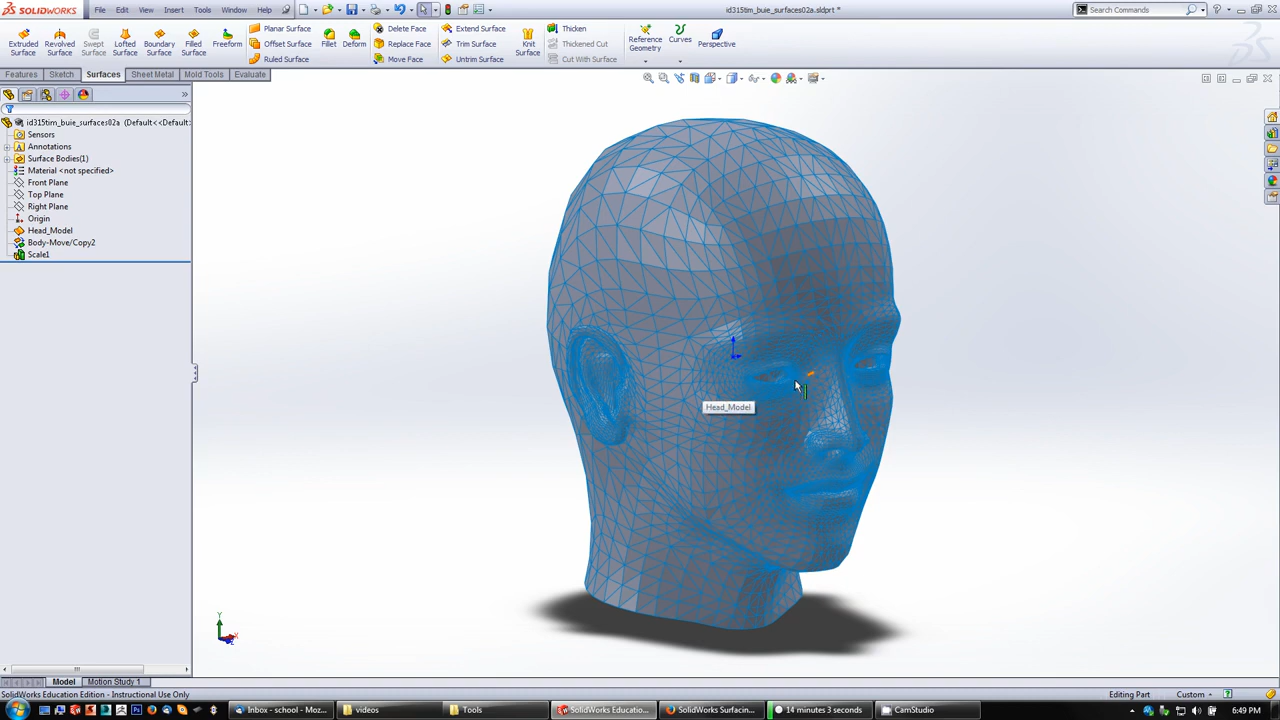 SOLIDWORKS File Edit View Insert Tools Window Help id315tim_buie_surfaces02a.sldprt * Search Commands
Extruded Surface
Revolved Surface
Swept Surface
Lofted Surface
Boundary Surface
Filled Surface
Freeform
Planar Surface
Offset Surface
Ruled Surface
Fillet
Deform
Delete Face
Replace Face
Move Face
Extend Surface
Trim Surface
Untrim Surface
Knit Surface
Thicken
Thickened Cut
Cut With Surface
Reference Geometry
Curves
Perspective
Features Sketch Surfaces Sheet Metal Mold Tools Evaluate
id315tim_buie_surfaces02a (Default<<Default:
Sensors
Annotations
Surface Bodies(1)
Material <not specified>
Front Plane
Top Plane
Right Plane
Origin
Head_Model
Body-Move/Copy2
Scale1
Head_Model
Y
X
Z
Model Motion Study 1
SolidWorks Education Edition - Instructional Use Only Editing Part Custom
Inbox - school - Moz... videos Tools SolidWorks Educatio... SolidWorks Surfacin... 14 minutes 3 seconds CamStudio 6:49 PM